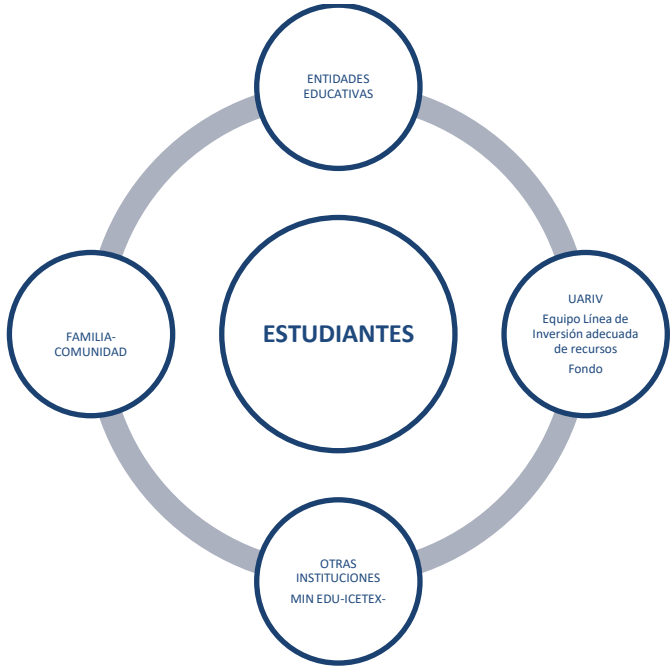 ENTIDADES
EDUCATIVAS
FAMILIA-
COMUNIDAD
ESTUDIANTES
UARIV
Equipo Línea de
Inversión adecuada
de recursos
Fondo
OTRAS
INSTITUCIONES
MIN EDU-ICETEX-